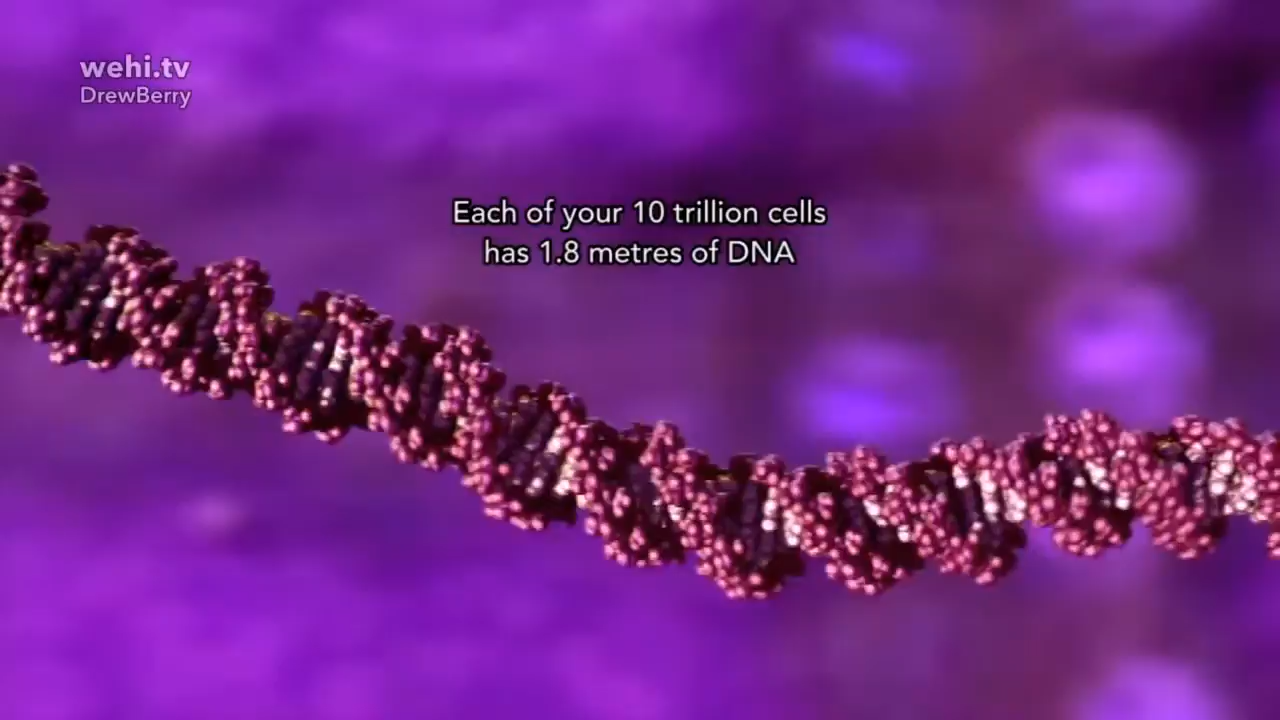 wehi.tv
DrewBerry
Each of your 10 trillion cells
has 1.8 metres of DNA